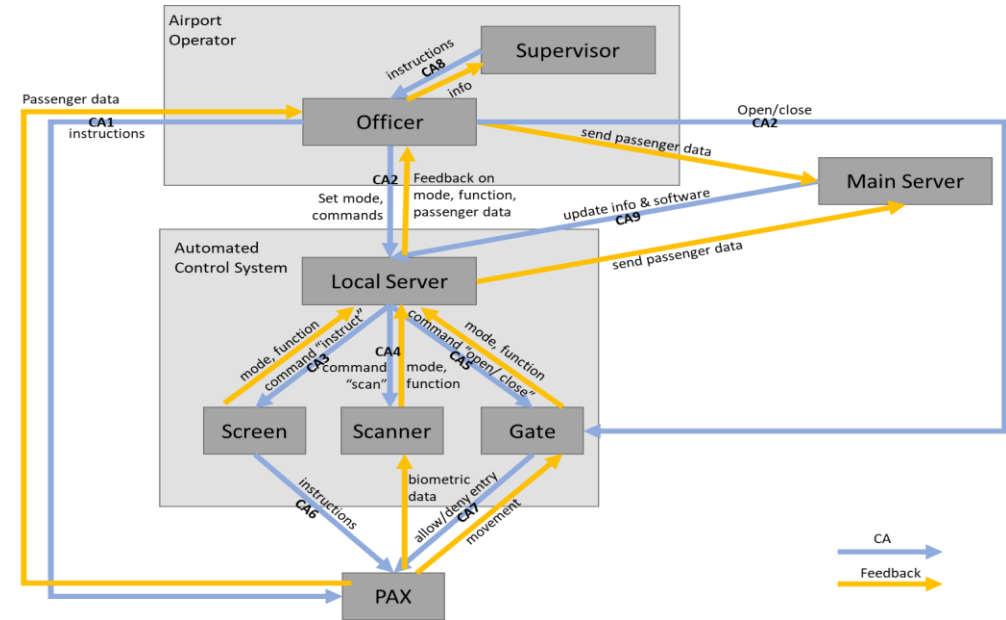 Airport
Operator
Supervisor
instructions
CA8
info
Passenger data
CA1
instructions
Officer
Open/close
CA2
send passenger data
CA2
Set mode,
commands
Feedback on
mode, function,
passenger data
Main Server
update info & software
CA9
send passenger data
Automated
Control System
Local Server
mode, function
command "instruct"
CA3
CA4
command
"scan"
mode,
function
command "open/ close"
CA5
mode, function
Screen
Scanner
Gate
instructions
CA6
biometric
data
allow/deny entry
CA7
movement
PAX
CA
Feedback